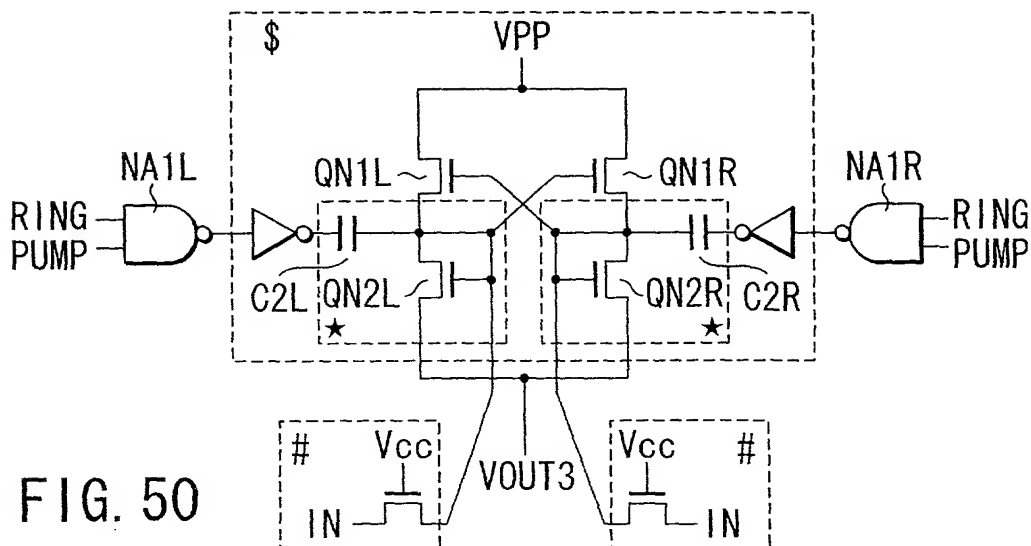 $
VPP
NA1L
QN1L
QN1R
NA1R
RING
PUMP
RING
PUMP
C2L
QN2L
QN2R
C2R
★
★
#
Vcc
VOUT3
Vcc
#
IN
IN
FIG. 50